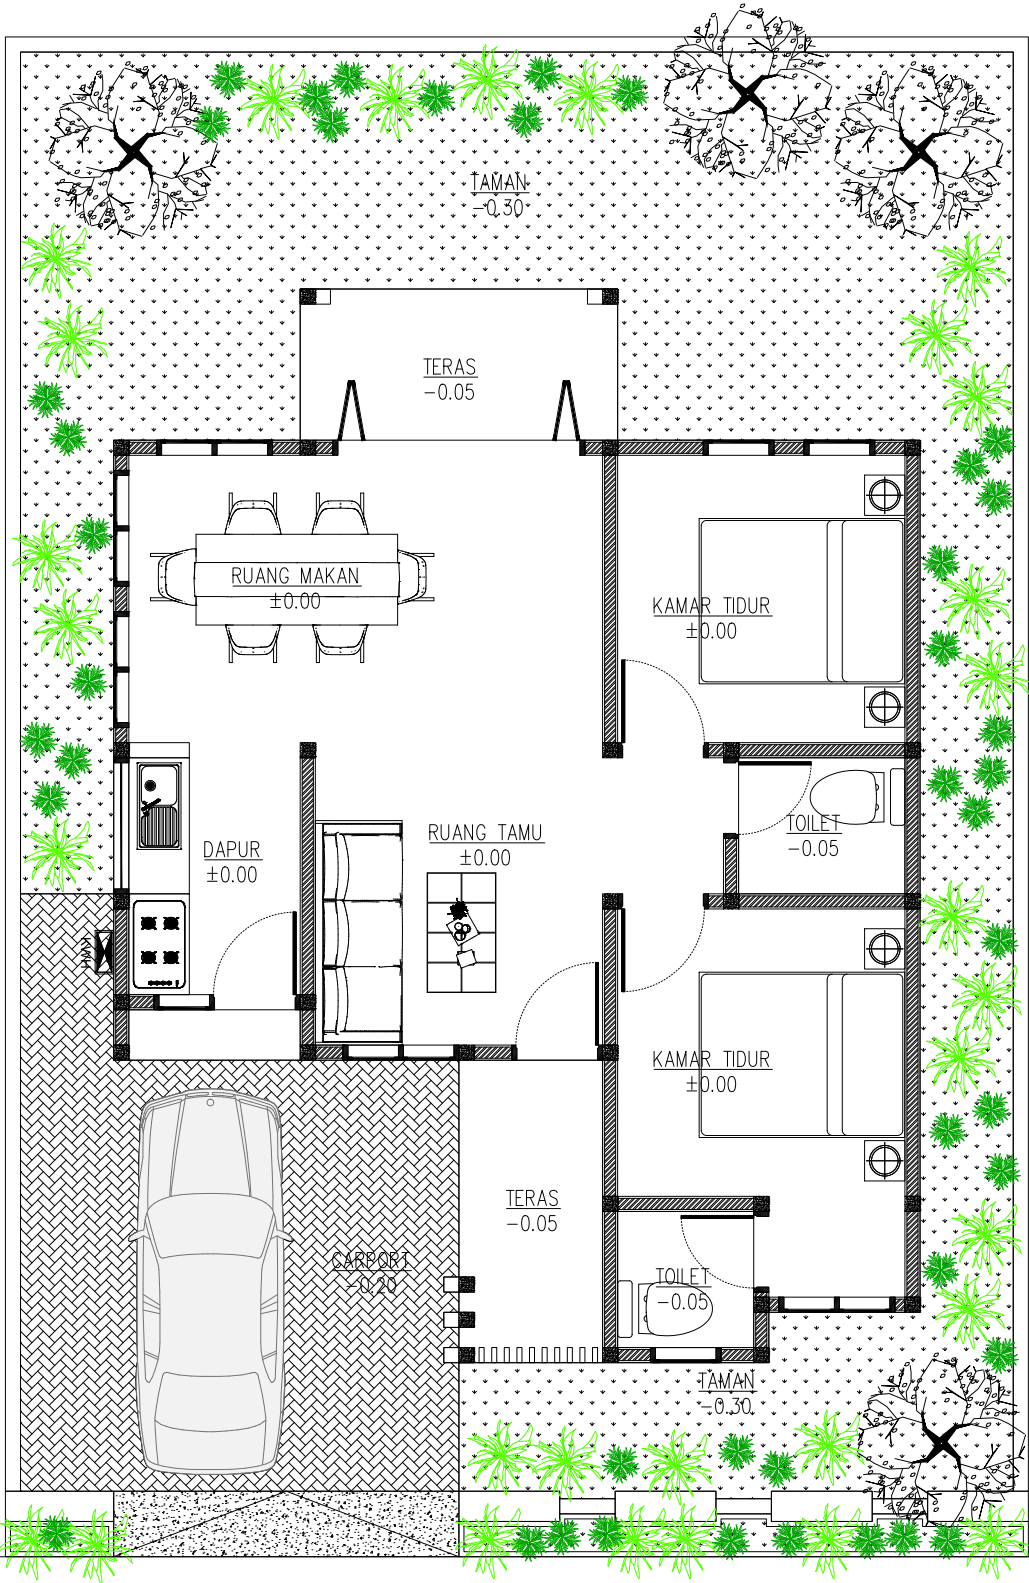 TAMAN
-0.30
TERAS
-0.05
RUANG MAKAN
±0.00
KAMAR TIDUR
±0.00
RUANG TAMU
±0.00
TOILET
-0.05
DAPUR
±0.00
KWH
KAMAR TIDUR
±0.00
TERAS
-0.05
CARPORT
-0.20
TOILET
-0.05
TAMAN
-0.30